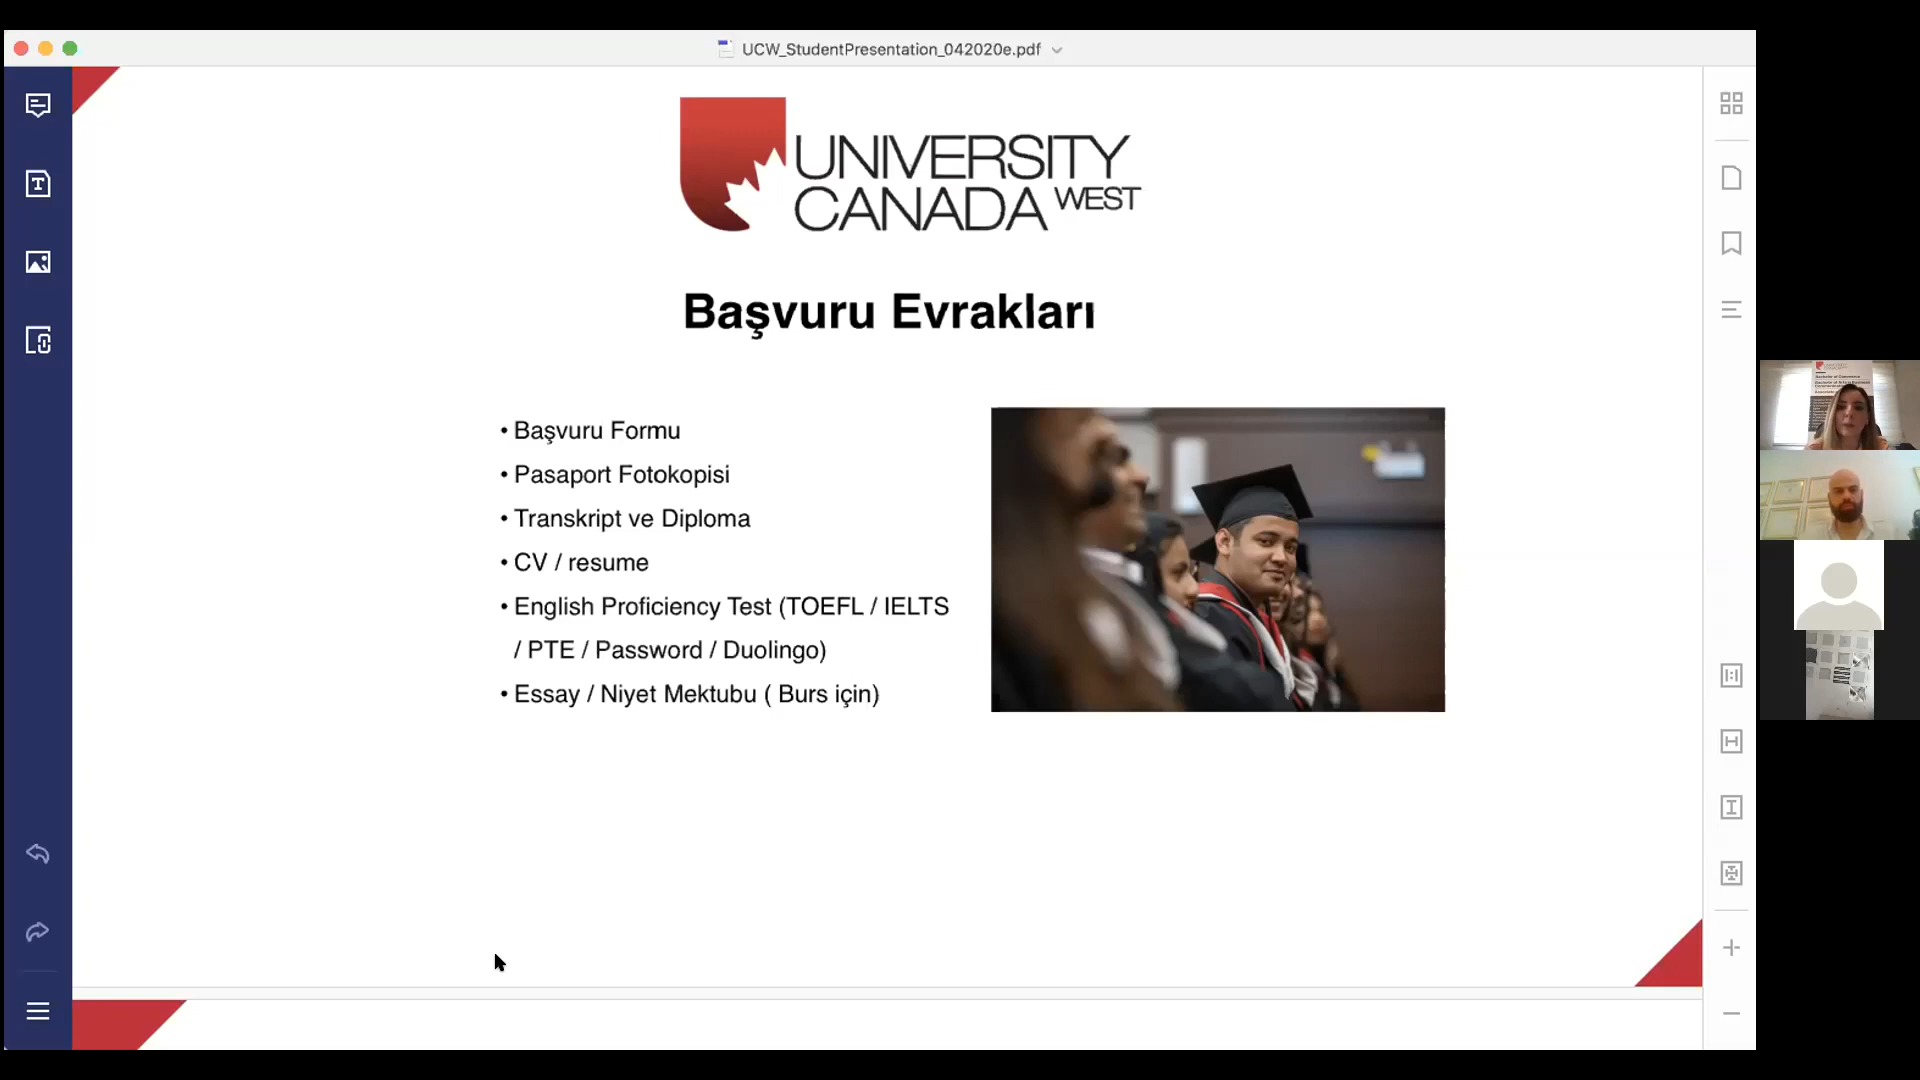 UCW_StudentPresentation_042020e.pdf
UNIVERSITY
CANADA WEST
Başvuru Evrakları
• Başvuru Formu
• Pasaport Fotokopisi
• Transkript ve Diploma
• CV / resume
• English Proficiency Test (TOEFL / IELTS
/ PTE / Password / Duolingo)
• Essay / Niyet Mektubu ( Burs için)